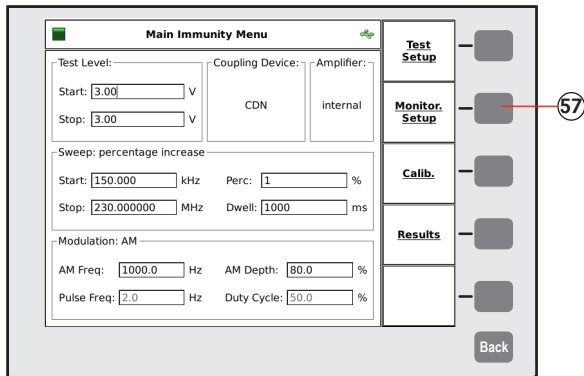 Main Immunity Menu
Test Level:
Start: 3.00 V
Stop: 3.00 V
Coupling Device:
CDN
Amplifier:
internal
Sweep: percentage increase
Start: 150.000 kHz Perc: 1 %
Stop: 230.000000 MHz Dwell: 1000 ms
Modulation: AM
AM Freq: 1000.0 Hz AM Depth: 80.0 %
Pulse Freq: 2.0 Hz Duty Cycle: 50.0 %
Test
Setup
Monitor.
Setup
Calib.
Results
Back
57